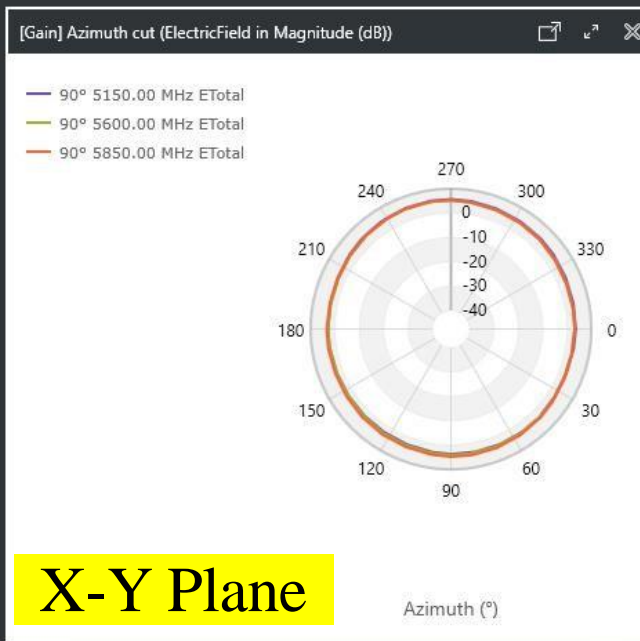 [Gain] Azimuth cut (ElectricField in Magnitude (dB))
90° 5150.00 MHz ETotal
90° 5600.00 MHz ETotal
90° 5850.00 MHz ETotal
270
240
300
0
210
-10
330
-20
-30
-40
180
0
150
30
120
60
90
X-Y Plane
Azimuth (°)